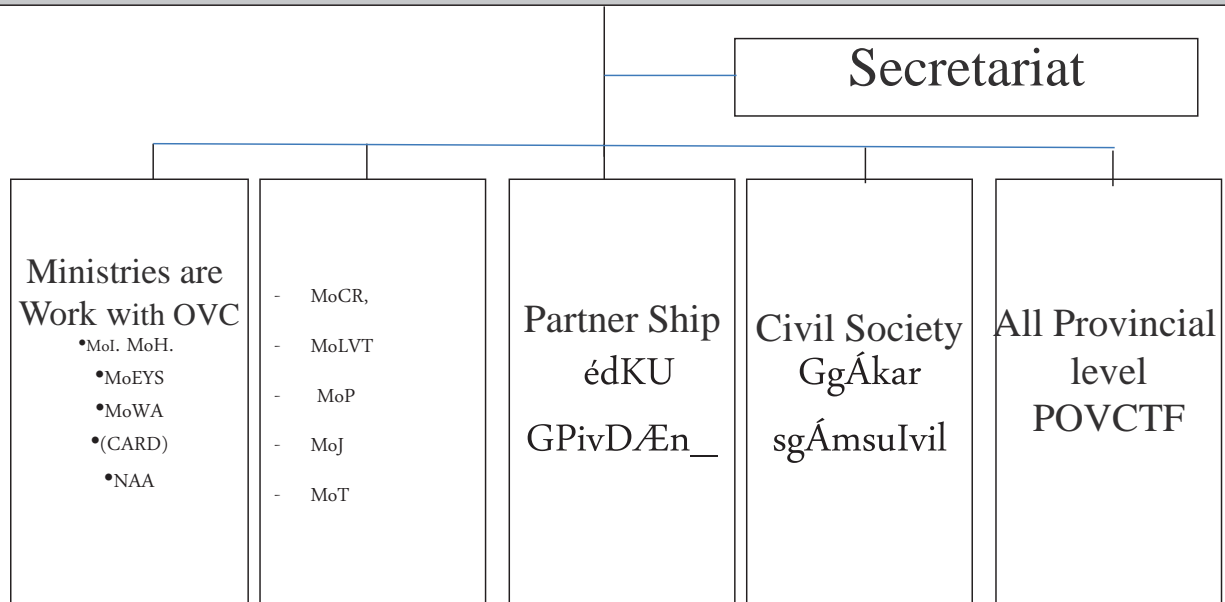 Secretariat
Ministries are
Work with OVC
•MoI. MoH.
•MoEYS
•MoWA
•(CARD)
•NAA
- MoCR,
- MoLVT
- MoP
- MoJ
- MoT
Partner Ship
édKU
GPivDÆn_
Civil Society
GgÁkar
sgÁmsuIvil
All Provincial
level
POVCTF